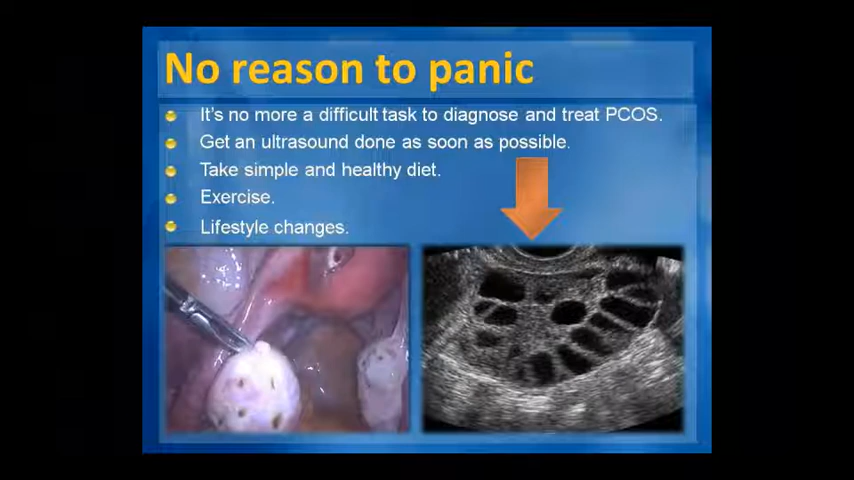 No reason to panic
It's no more a difficult task to diagnose and treat PCOS.
Get an ultrasound done as soon as possible.
Take simple and healthy diet.
Exercise.
Lifestyle changes.